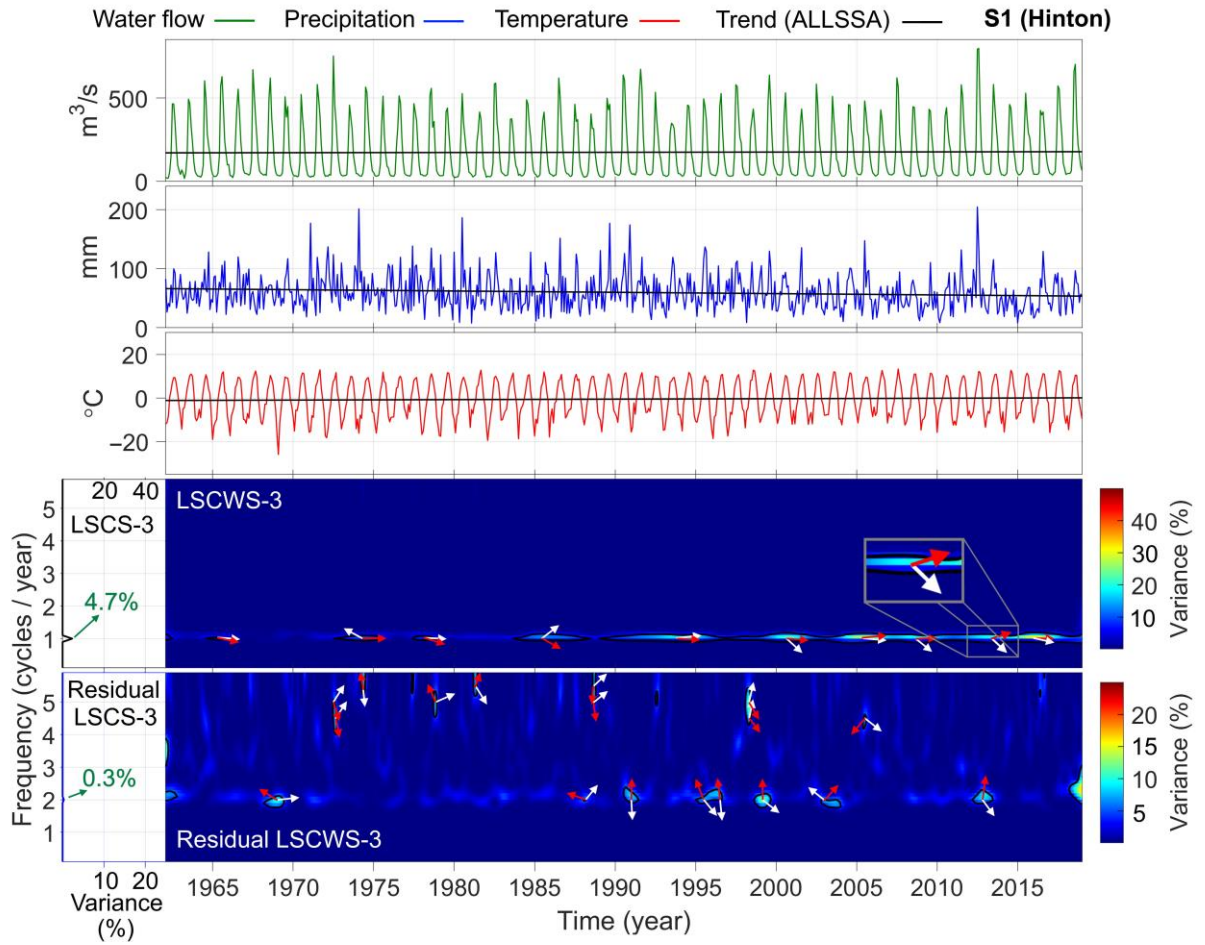 Water flow Precipitation Temperature Trend (ALLSSA) S1 (Hinton)
m³/s
500
0
mm
200
100
0
°C
20
0
−20
Frequency (cycles / year)
20 40
LSCS-3
5
4
3
2
1
4.7%
LSCWS-3
Variance (%)
40
30
20
10
Residual
LSCS-3
5
4
3
2
1
0.3%
Residual LSCWS-3
Variance (%)
20
15
10
5
10 20
Variance
(%)
1965 1970 1975 1980 1985 1990 1995 2000 2005 2010 2015
Time (year)